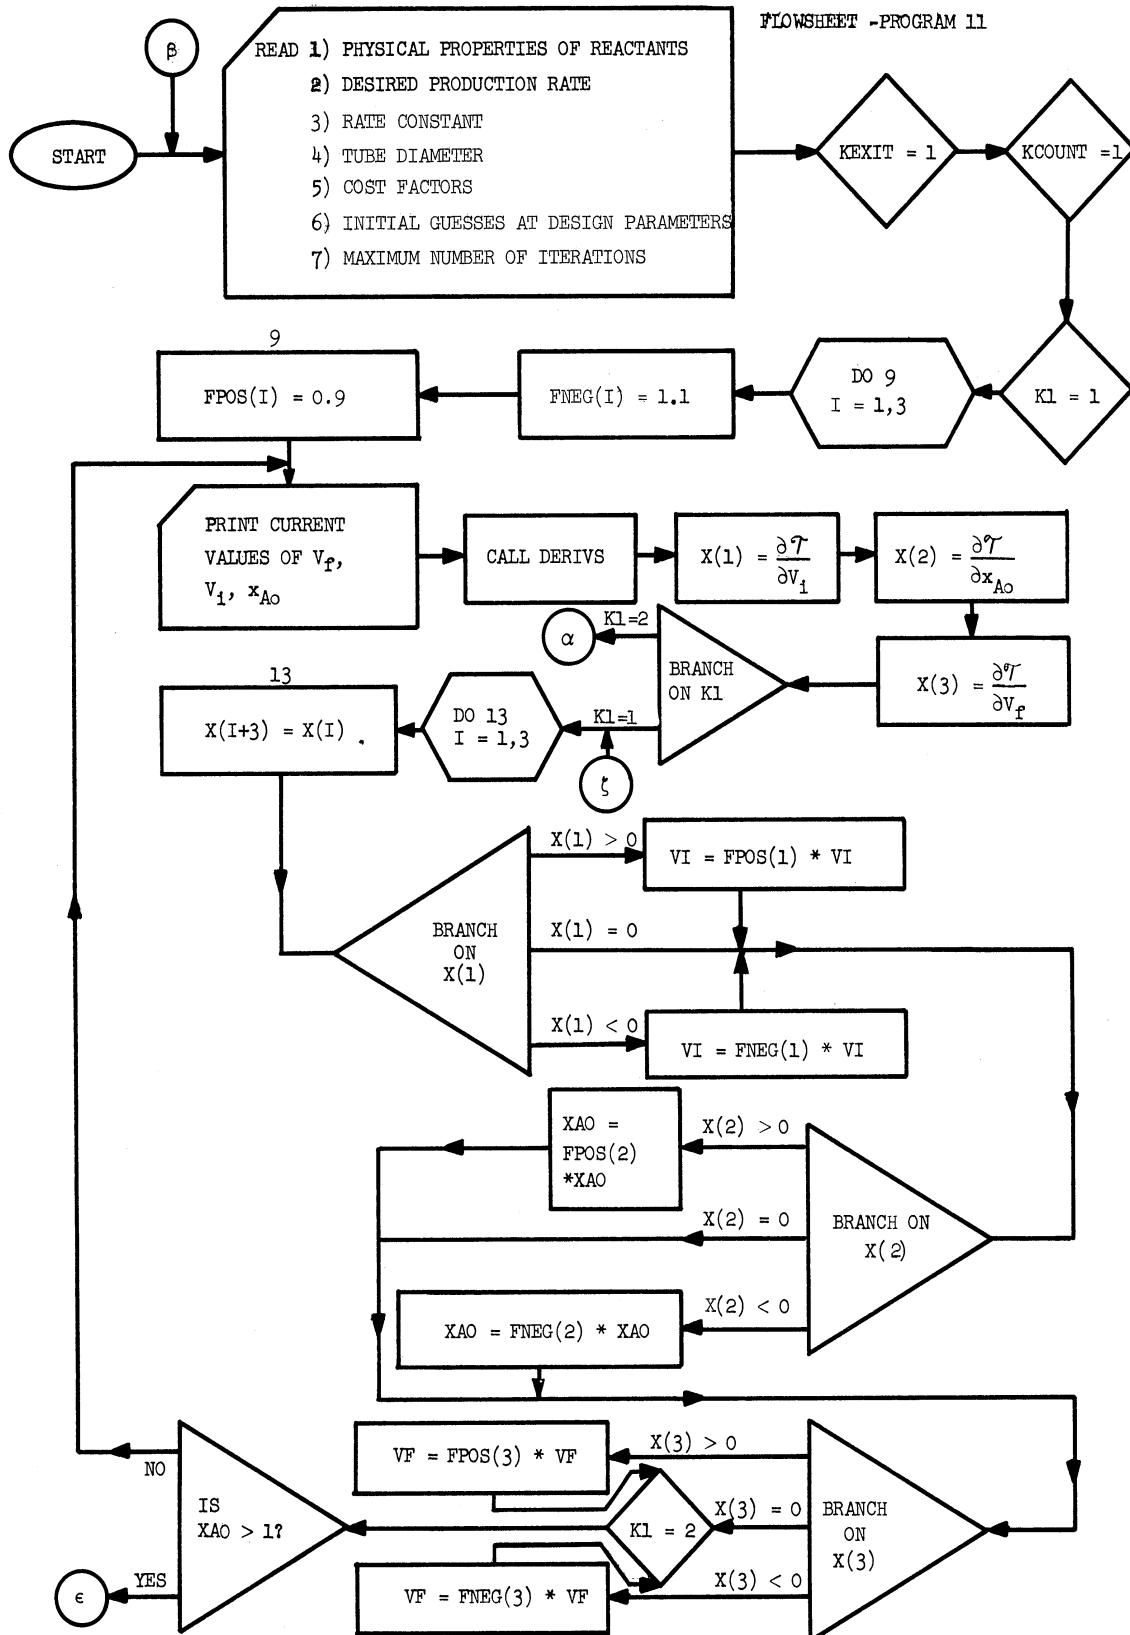 FLOWSHEET -PROGRAM 11
β
START
READ 1) PHYSICAL PROPERTIES OF REACTANTS
2) DESIRED PRODUCTION RATE
3) RATE CONSTANT
4) TUBE DIAMETER
5) COST FACTORS
6) INITIAL GUESSES AT DESIGN PARAMETERS
7) MAXIMUM NUMBER OF ITERATIONS
KEXIT = 1
KCOUNT =1
K1 = 1
DO 9
I = 1,3
FNEG(I) = 1.1
9
FPOS(I) = 0.9
PRINT CURRENT
VALUES OF V_f,
V_i, x_Ao
CALL DERIVS
X(1) = ∂𝒯/∂V_i
X(2) = ∂𝒯/∂x_Ao
X(3) = ∂𝒯/∂V_f
BRANCH
ON K1
K1=2
α
K1=1
ζ
DO 13
I = 1,3
13
X(I+3) = X(I) .
BRANCH
ON
X(1)
X(1) > 0
VI = FPOS(1) * VI
X(1) = 0
X(1) < 0
VI = FNEG(1) * VI
BRANCH ON
X(2)
X(2) > 0
XAO =
FPOS(2)
*XAO
X(2) = 0
X(2) < 0
XAO = FNEG(2) * XAO
BRANCH
ON
X(3)
X(3) > 0
VF = FPOS(3) * VF
X(3) = 0
K1 = 2
X(3) < 0
VF = FNEG(3) * VF
IS
XAO > 1?
NO
YES
ε